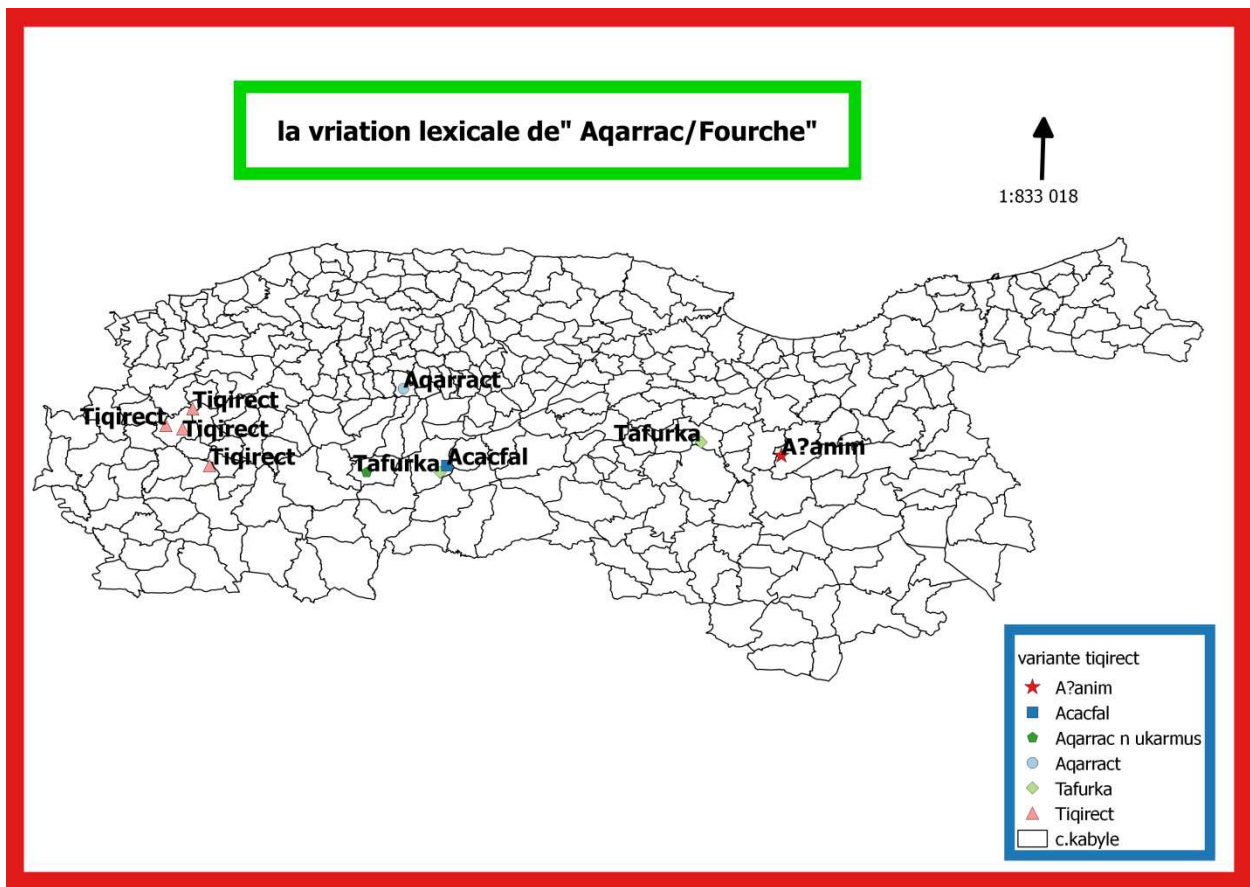 la vriation lexicale de" Aqarrac/Fourche"
1:833 018
Aqarract
Tiqirect
Tiqirect
Tiqirect
Tiqirect
Tafurka
Acacfal
Tafurka
A?anim
variante tiqirect
A?anim
Acacfal
Aqarrac n ukarmus
Aqarract
Tafurka
Tiqirect
c.kabyle